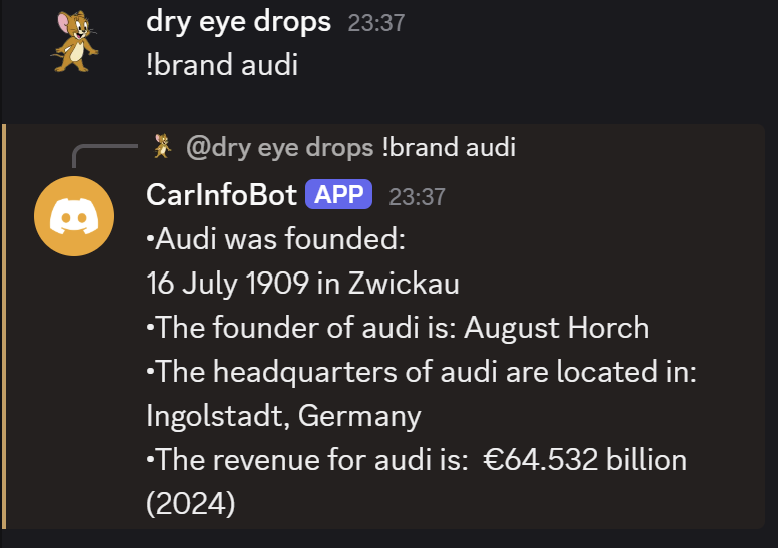 dry eye drops 23:37
!brand audi
@dry eye drops !brand audi
CarInfoBot APP 23:37
•Audi was founded:
16 July 1909 in Zwickau
•The founder of audi is: August Horch
•The headquarters of audi are located in:
Ingolstadt, Germany
•The revenue for audi is:  €64.532 billion
(2024)